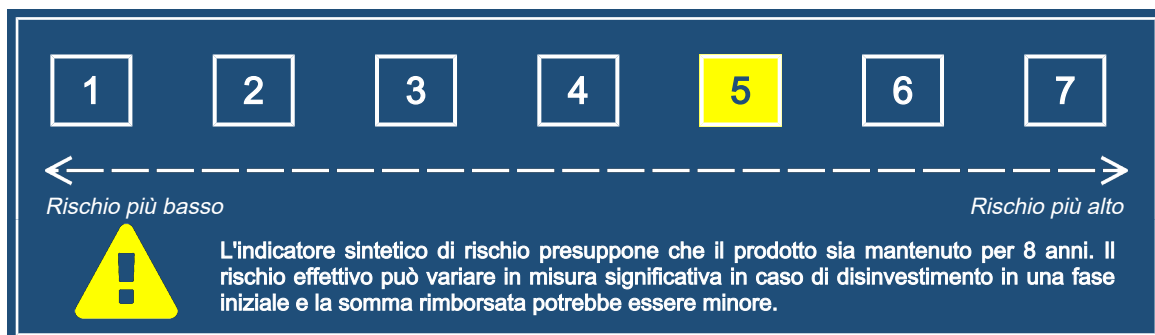 1 2 3 4 5 6 7
Rischio più basso Rischio più alto
L'indicatore sintetico di rischio presuppone che il prodotto sia mantenuto per 8 anni. Il
rischio effettivo può variare in misura significativa in caso di disinvestimento in una fase
iniziale e la somma rimborsata potrebbe essere minore.